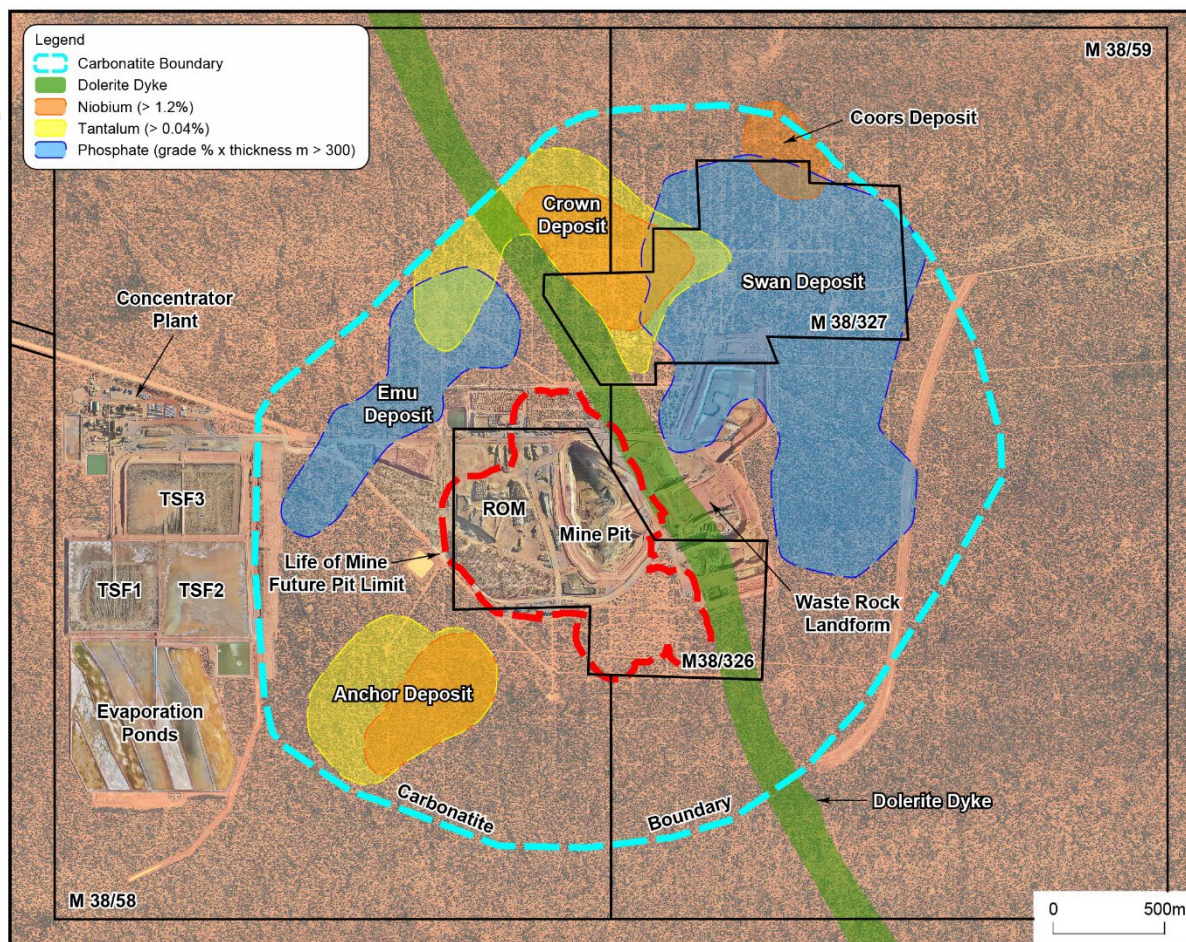 Legend
Carbonatite Boundary
Dolerite Dyke
Niobium (> 1.2%)
Tantalum (> 0.04%)
Phosphate (grade % x thickness m > 300)
M 38/59
Coors Deposit
Crown
Deposit
Swan Deposit
M 38/327
Concentrator
Plant
Emu
Deposit
TSF3
ROM
Mine Pit
Life of Mine
Future Pit Limit
TSF1
TSF2
Waste Rock
Landform
M38/326
Anchor Deposit
Evaporation
Ponds
Carbonatite
Boundary
Dolerite Dyke
M 38/58
0
500m